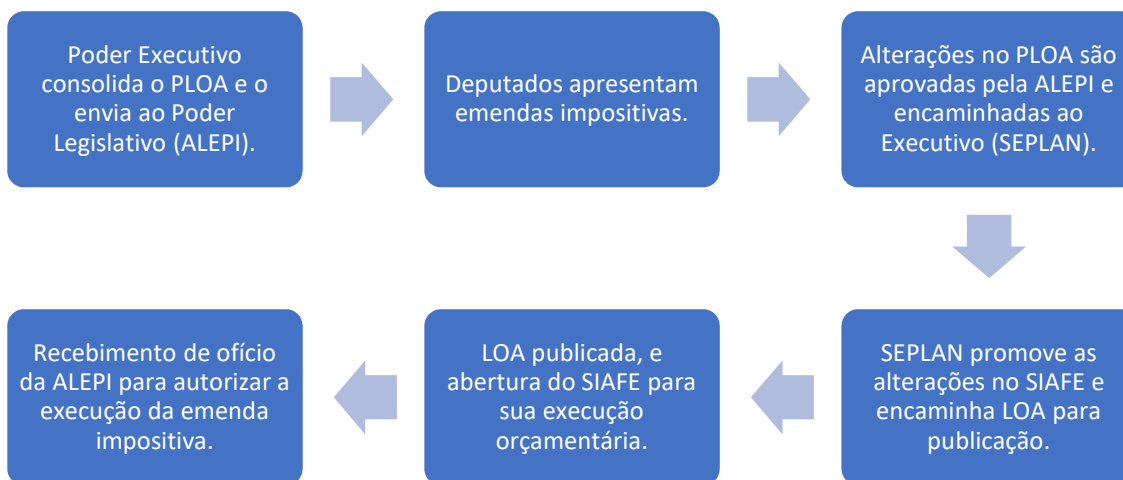 Poder Executivo
consolida o PLOA e o
envia ao Poder
Legislativo (ALEPI).
Deputados apresentam
emendas impositivas.
Alterações no PLOA são
aprovadas pela ALEPI e
encaminhadas ao
Executivo (SEPLAN).
SEPLAN promove as
alterações no SIAFE e
encaminha LOA para
publicação.
LOA publicada, e
abertura do SIAFE para
sua execução
orçamentária.
Recebimento de ofício
da ALEPI para autorizar a
execução da emenda
impositiva.